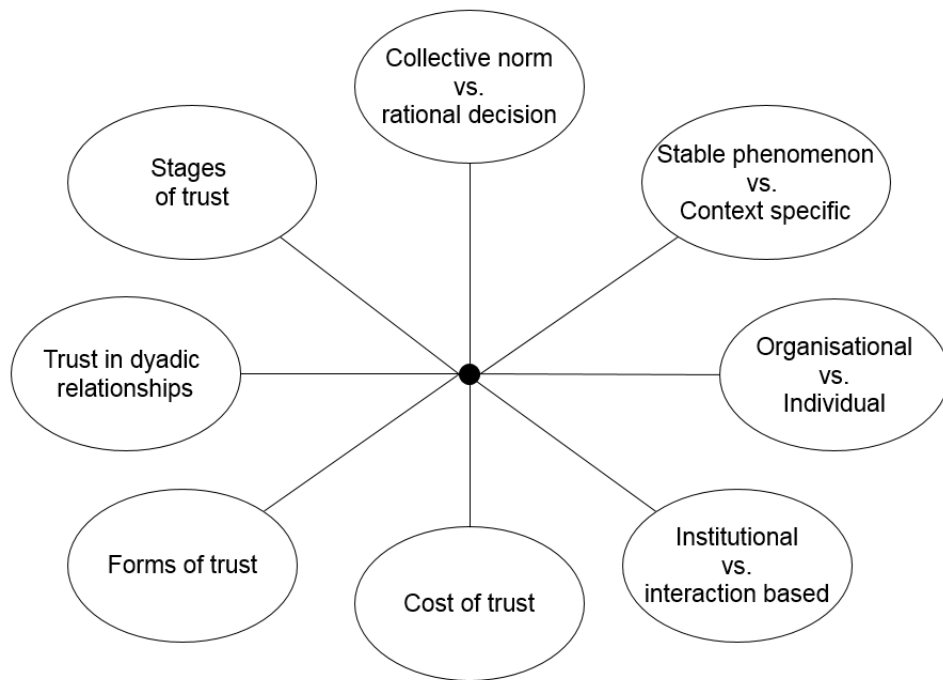 Collective norm
vs.
rational decision
Stable phenomenon
vs.
Context specific
Organisational
vs.
Individual
Institutional
vs.
interaction based
Cost of trust
Forms of trust
Trust in dyadic
relationships
Stages
of trust